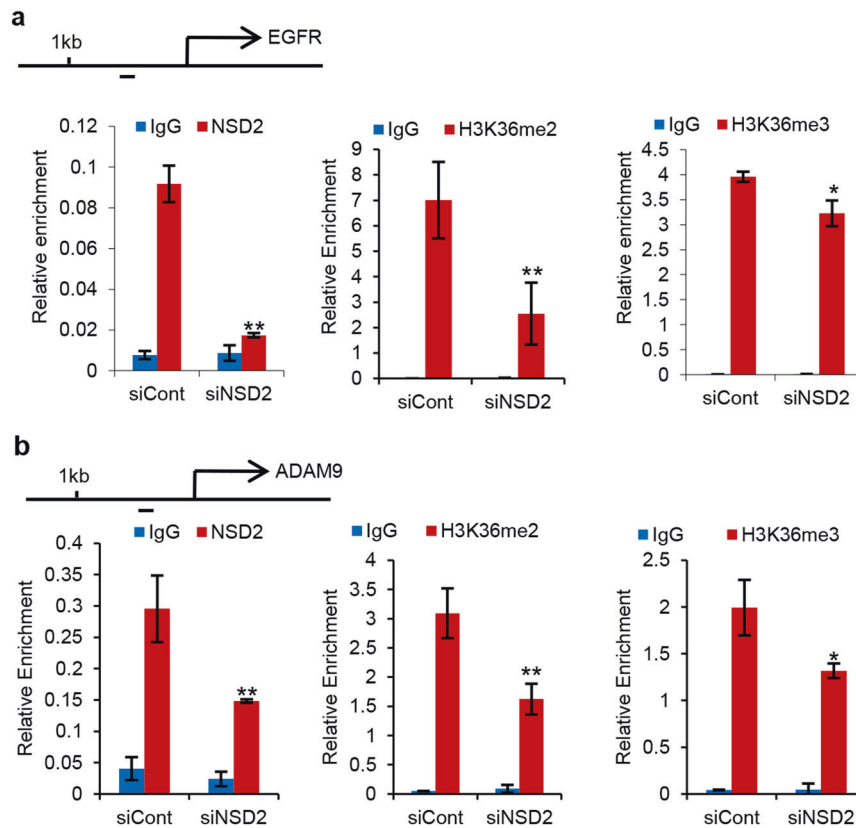 a
1kb
EGFR
IgG NSD2
Relative enrichment
0.12
0.1
0.08
0.06
0.04
0.02
0
**
siCont siNSD2
IgG H3K36me2
Relative Enrichment
9
8
7
6
5
4
3
2
1
0
**
siCont siNSD2
IgG H3K36me3
Relative enrichment
4.5
4
3.5
3
2.5
2
1.5
1
0.5
0
*
siCont siNSD2
b
1kb
ADAM9
IgG NSD2
Relative Enrichment
0.4
0.35
0.3
0.25
0.2
0.15
0.1
0.05
0
**
siCont siNSD2
IgG H3K36me2
Relative Enrichment
4
3.5
3
2.5
2
1.5
1
0.5
0
**
siCont siNSD2
IgG H3K36me3
Relative Enrichment
2.5
2
1.5
1
0.5
0
*
siCont siNSD2